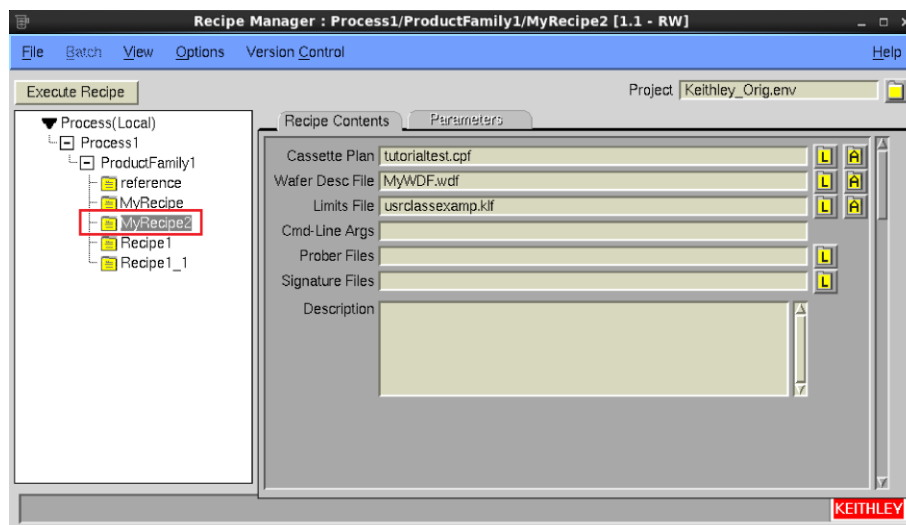 Recipe Manager : Process1/ProductFamily1/MyRecipe2 [1.1 - RW]
File Batch View Options Version Control Help
Execute Recipe
Project Keithley_Orig.env
Process(Local)
Process1
ProductFamily1
reference
MyRecipe
MyRecipe2
Recipe1
Recipe1_1
Recipe Contents Parameters
Cassette Plan tutorialtest.cpf L A
Wafer Desc File MyWDF.wdf L A
Limits File usrclassexamp.klf L A
Cmd-Line Args
Prober Files L
Signature Files L
Description
KEITHLEY